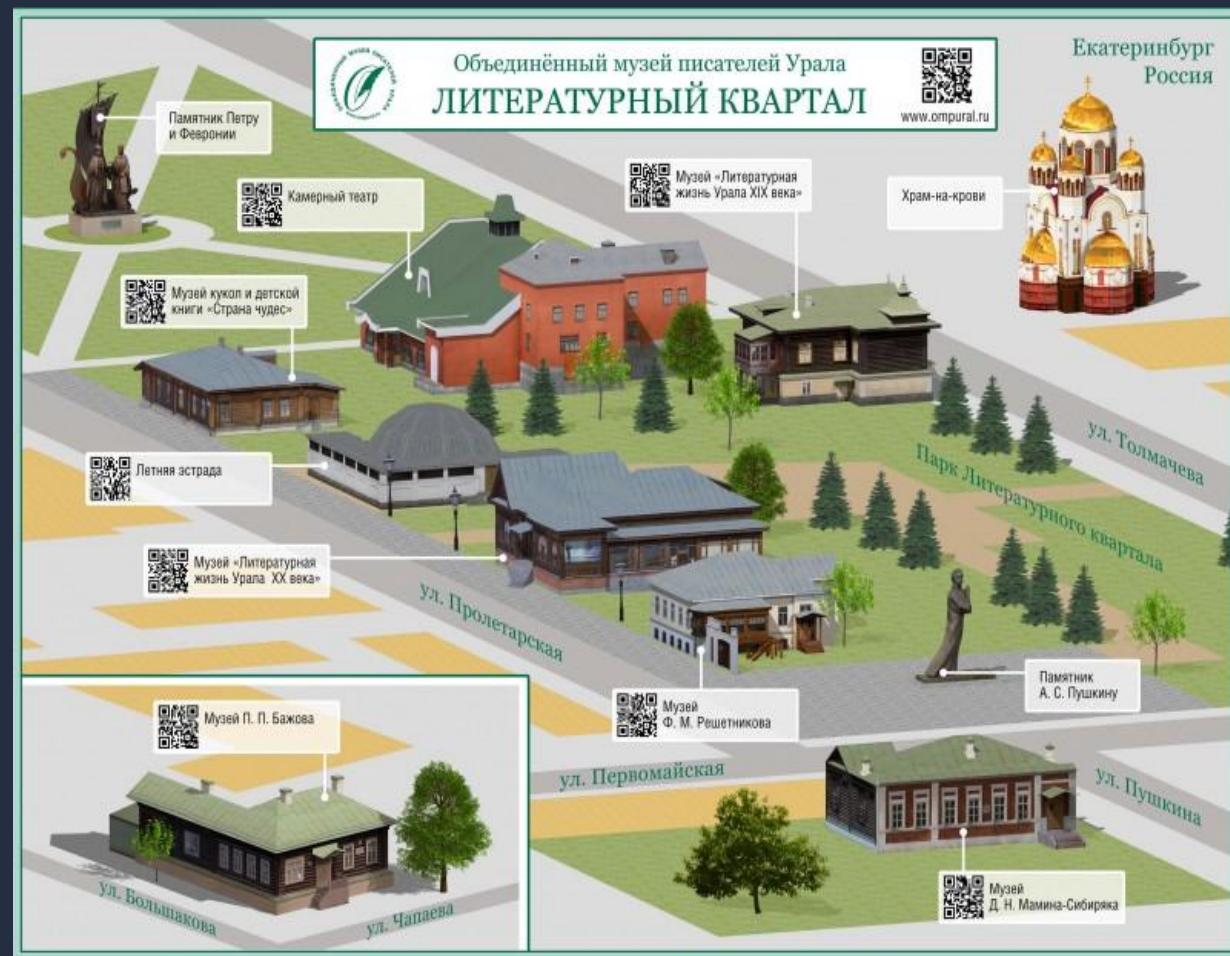 Объединённый музей писателей Урала
ЛИТЕРАТУРНЫЙ КВАРТАЛ
www.ompural.ru
Екатеринбург
Россия
Памятник Петру
и Февронии
Камерный театр
Музей «Литературная
жизнь Урала XIX века»
Храм-на-крови
Музей кукол и детской
книги «Страна чудес»
ул. Толмачева
Летняя эстрада
Парк Литературного квартала
Музей «Литературная
жизнь Урала XX века»
ул. Пролетарская
Памятник
А. С. Пушкину
Музей
Ф. М. Решетникова
Музей П. П. Бажова
ул. Первомайская
ул. Пушкина
Музей
Д. Н. Мамина-Сибиряка
ул. Большакова
ул. Чапаева